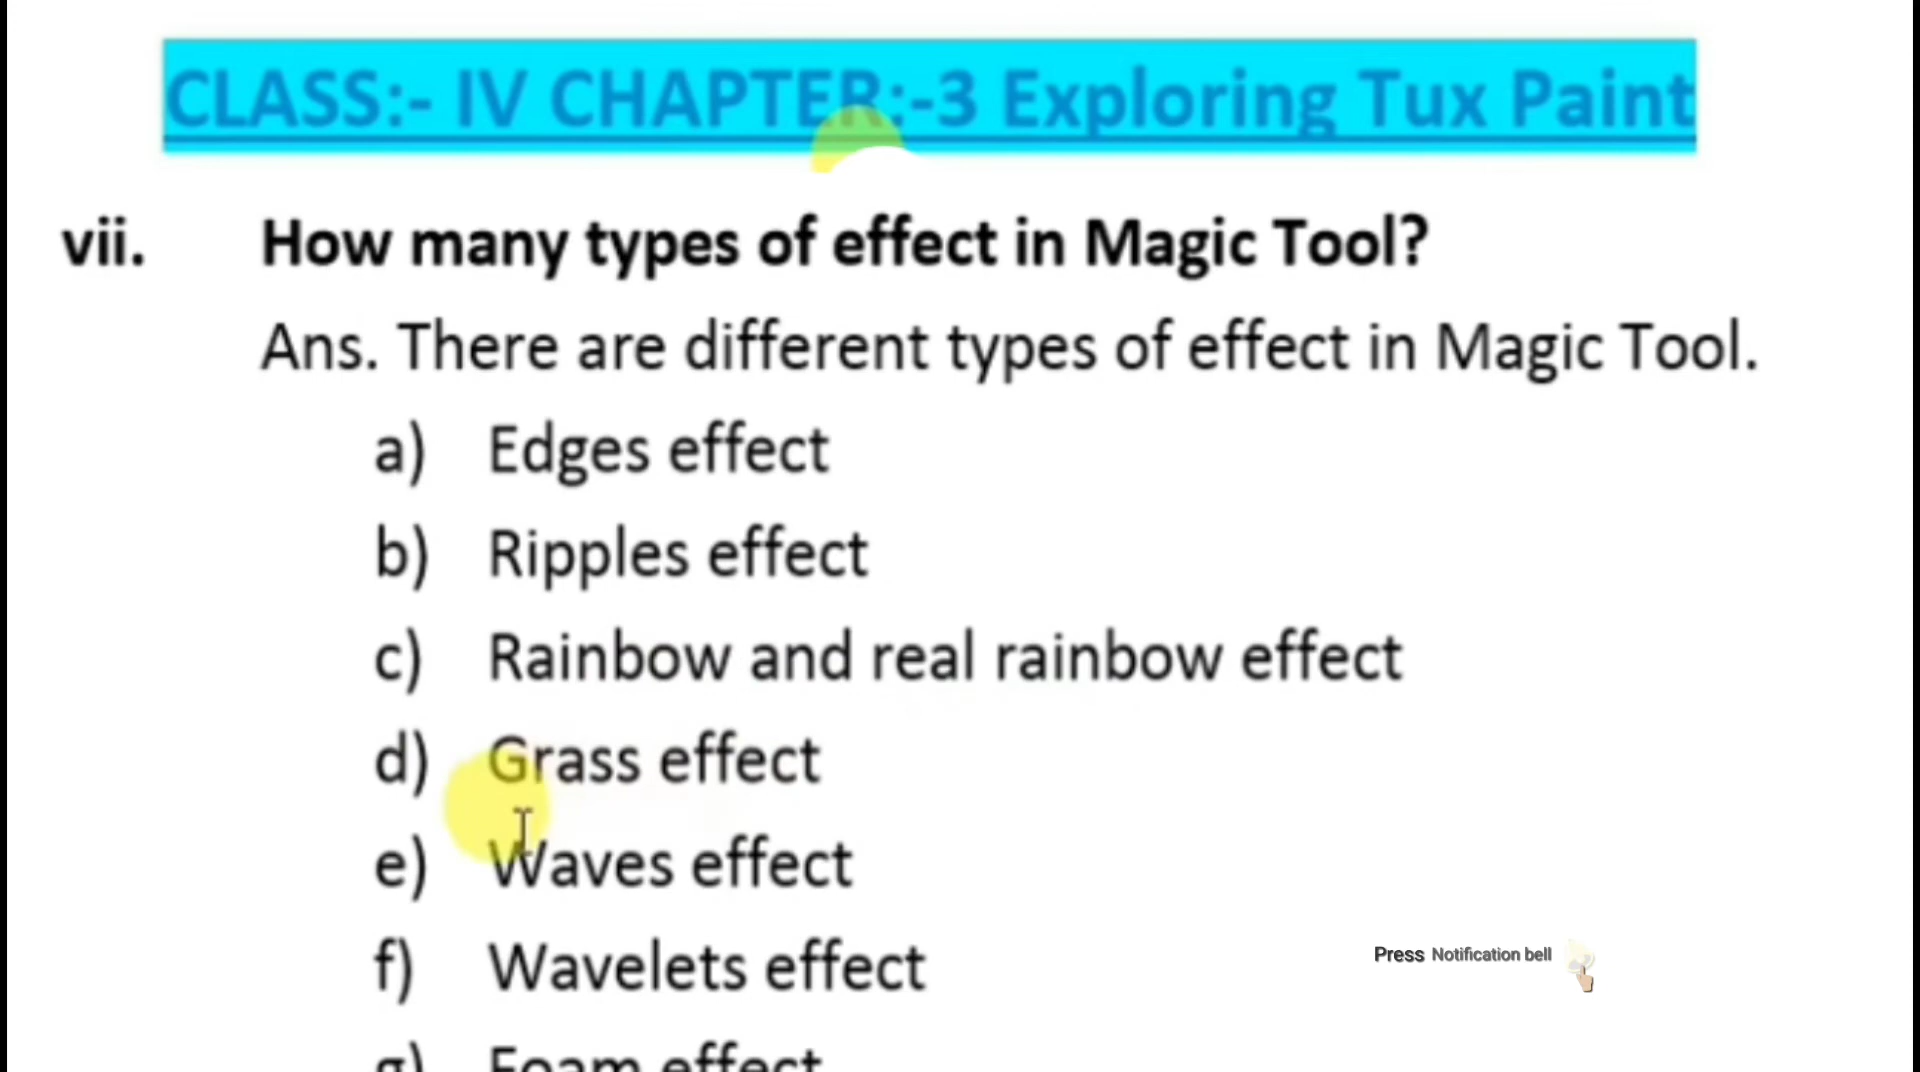 CLASS:- IV CHAPTER:-3 Exploring Tux Paint
vii. How many types of effect in Magic Tool?
Ans. There are different types of effect in Magic Tool.
a) Edges effect
b) Ripples effect
c) Rainbow and real rainbow effect
d) Grass effect
e) Waves effect
f) Wavelets effect
Press Notification bell
g) Foam effect